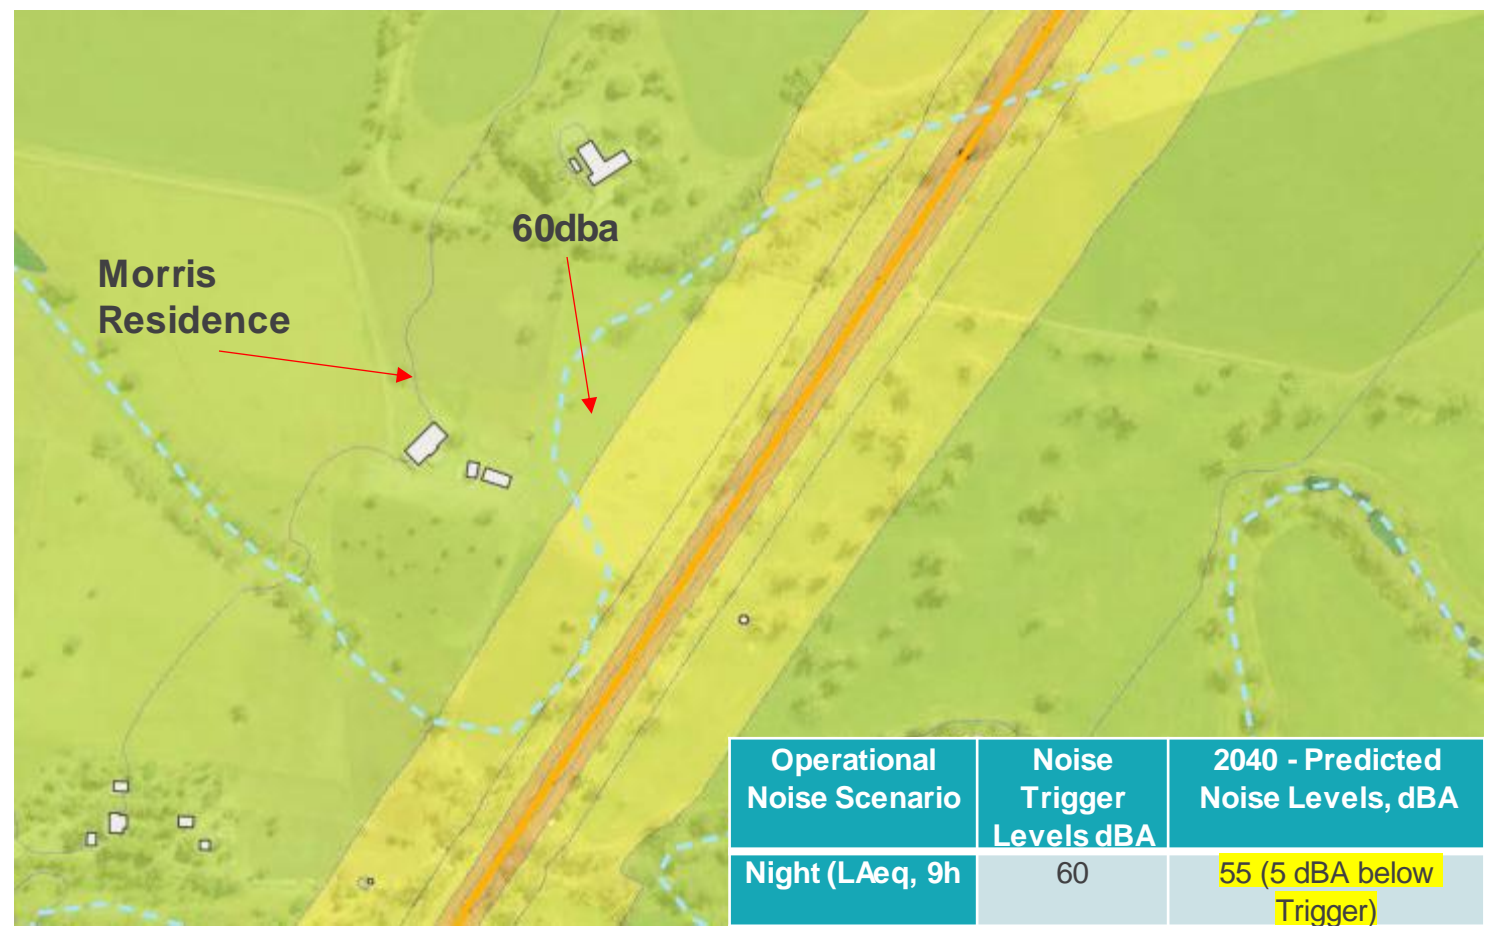 60dba
Morris
Residence
Operational
Noise Scenario
Noise
Trigger
Levels dBA
2040 - Predicted
Noise Levels, dBA
Night (LAeq, 9h
60
55 (5 dBA below
Trigger)